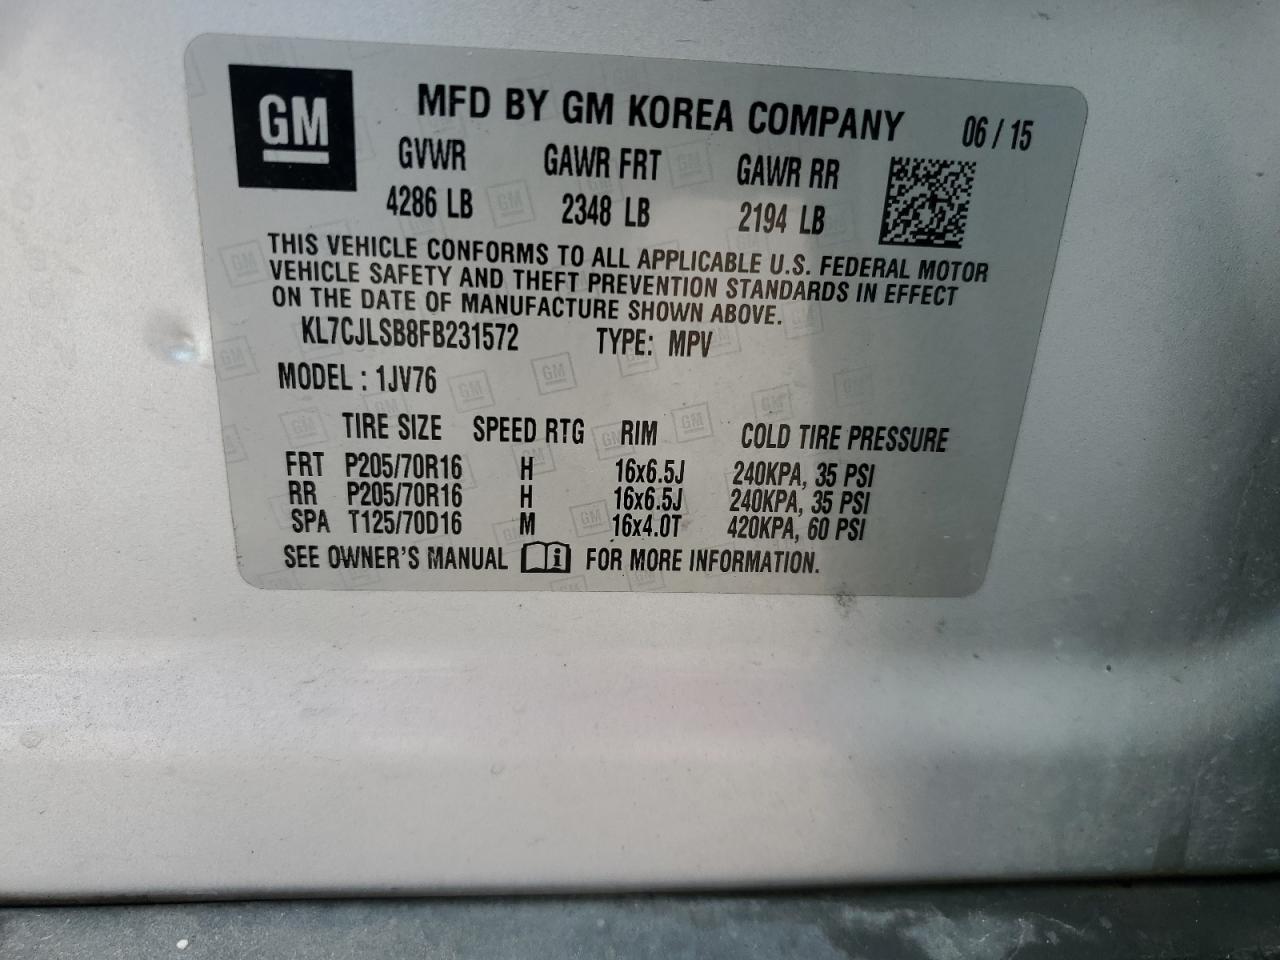 GM
MFD BY GM KOREA COMPANY 06 / 15
GVWR GAWR FRT GAWR RR
4286 LB 2348 LB 2194 LB
THIS VEHICLE CONFORMS TO ALL APPLICABLE U.S. FEDERAL MOTOR
VEHICLE SAFETY AND THEFT PREVENTION STANDARDS IN EFFECT
ON THE DATE OF MANUFACTURE SHOWN ABOVE.
KL7CJLSB8FB231572 TYPE: MPV
MODEL : 1JV76
TIRE SIZE SPEED RTG RIM COLD TIRE PRESSURE
FRT P205/70R16 H 16x6.5J 240KPA, 35 PSI
RR P205/70R16 H 16x6.5J 240KPA, 35 PSI
SPA T125/70D16 M 16x4.0T 420KPA, 60 PSI
SEE OWNER'S MANUAL FOR MORE INFORMATION.